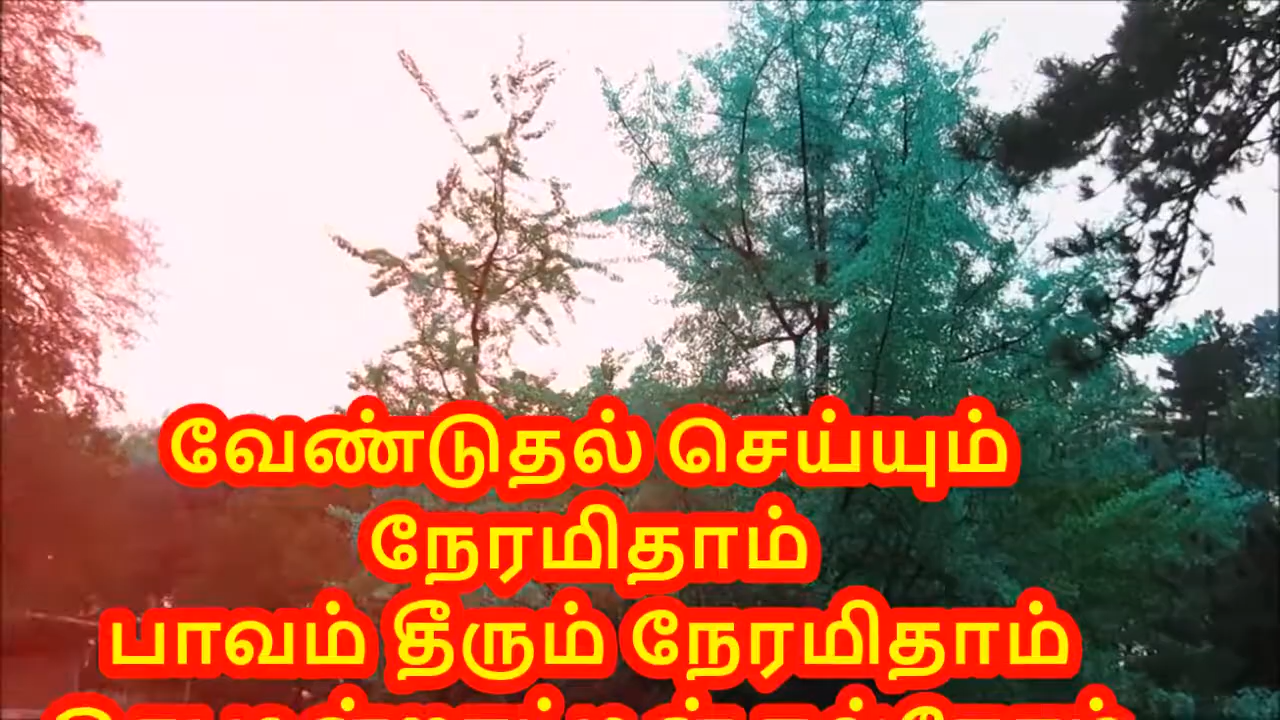 வேண்டுதல் செய்யும்
நேரமிதாம்
பாவம் தீரும் நேரமிதாம்